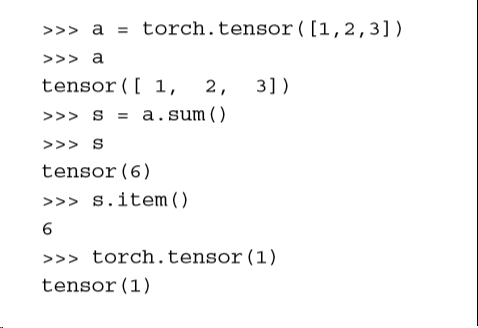 >>> a = torch.tensor([1,2,3])
>>> a
tensor([ 1,  2,  3])
>>> s = a.sum()
>>> s
tensor(6)
>>> s.item()
6
>>> torch.tensor(1)
tensor(1)